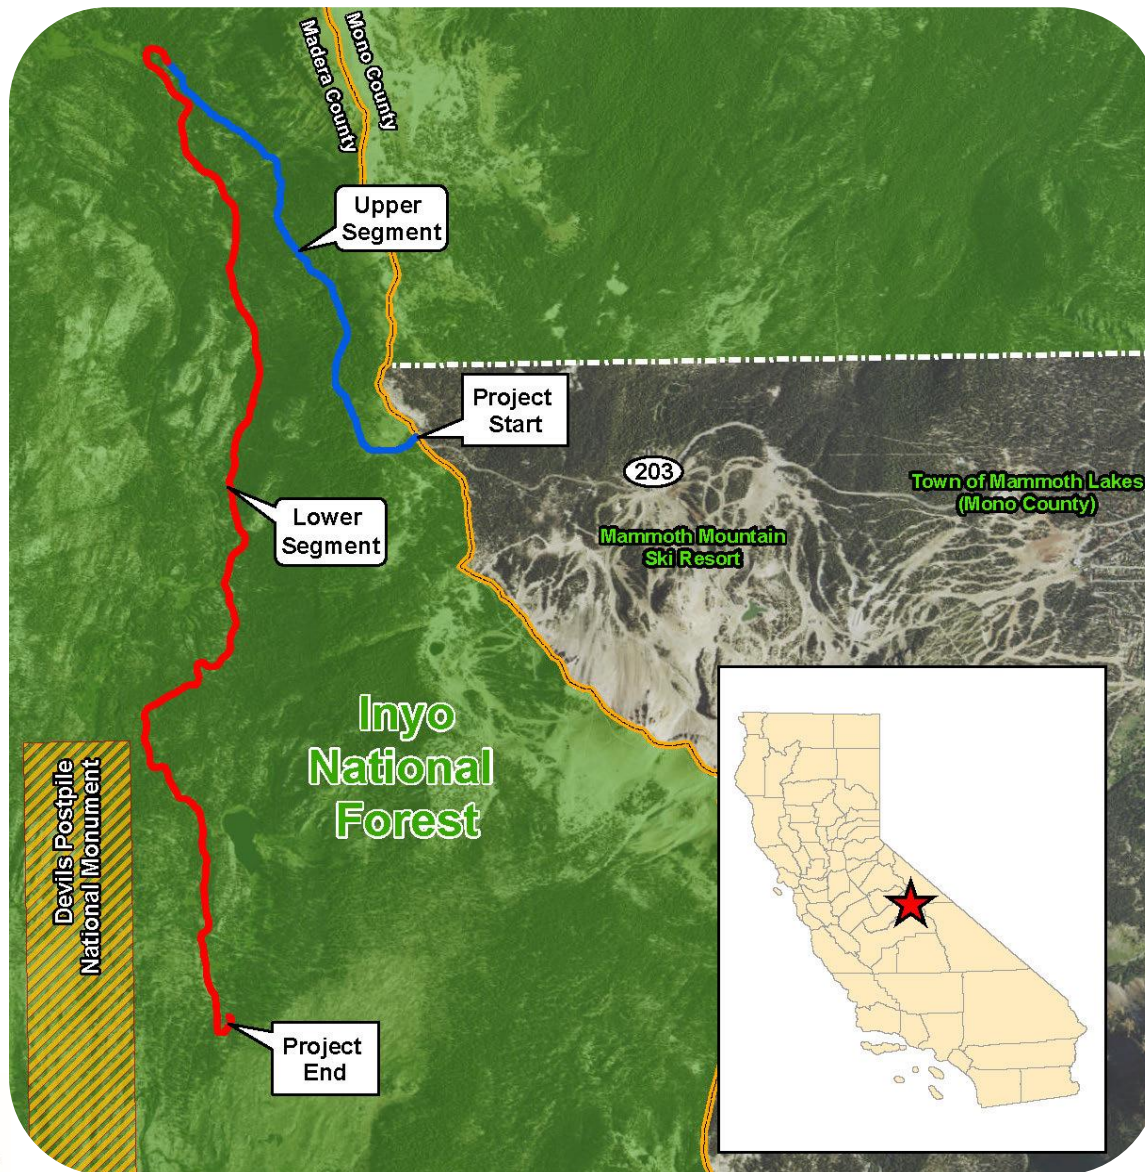 Mono County
Madera County
Upper
Segment
Project
Start
203
Town of Mammoth Lakes
(Mono County)
Lower
Segment
Mammoth Mountain
Ski Resort
Inyo
National
Forest
Devils Postpile
National Monument
Project
End